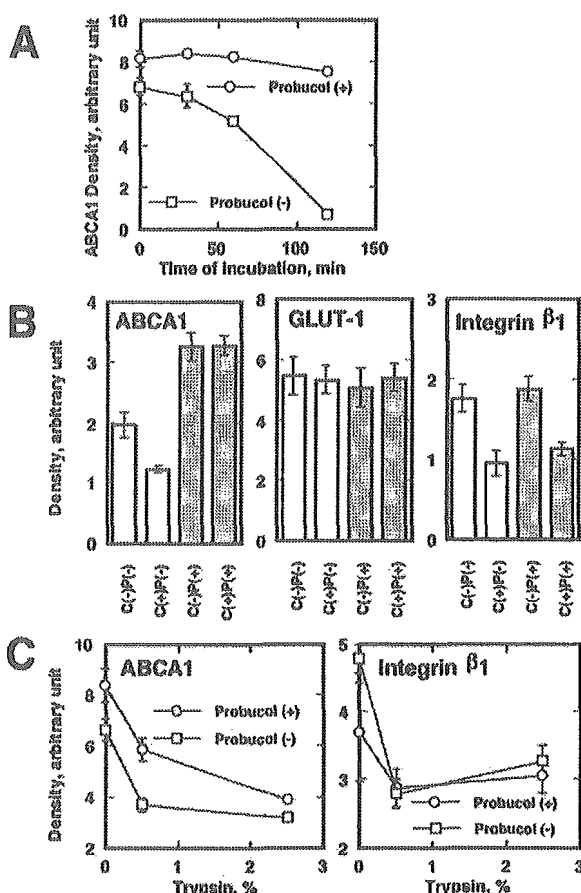 A
ABCA1 Density, arbitrary unit
10
8
6
4
2
0
Probucol (+)
Probucol (-)
0 50 100 150
Time of Incubation, min
B
Density, arbitrary unit
ABCA1
4
3
2
1
0
C(-)P(-) C(+)P(-) C(-)P(+) C(+)P(+)
GLUT-1
8
6
4
2
0
C(-)P(-) C(+)P(-) C(-)P(+) C(+)P(+)
Integrin β1
3
2
1
0
C(-)P(-) C(+)P(-) C(-)P(+) C(+)P(+)
C
Density, arbitrary unit
ABCA1
10
8
6
4
2
Probucol (+)
Probucol (-)
0 1 2 3
Trypsin, %
Integrin β1
5
4
3
2
Probucol (+)
Probucol (-)
0 1 2 3
Trypsin, %